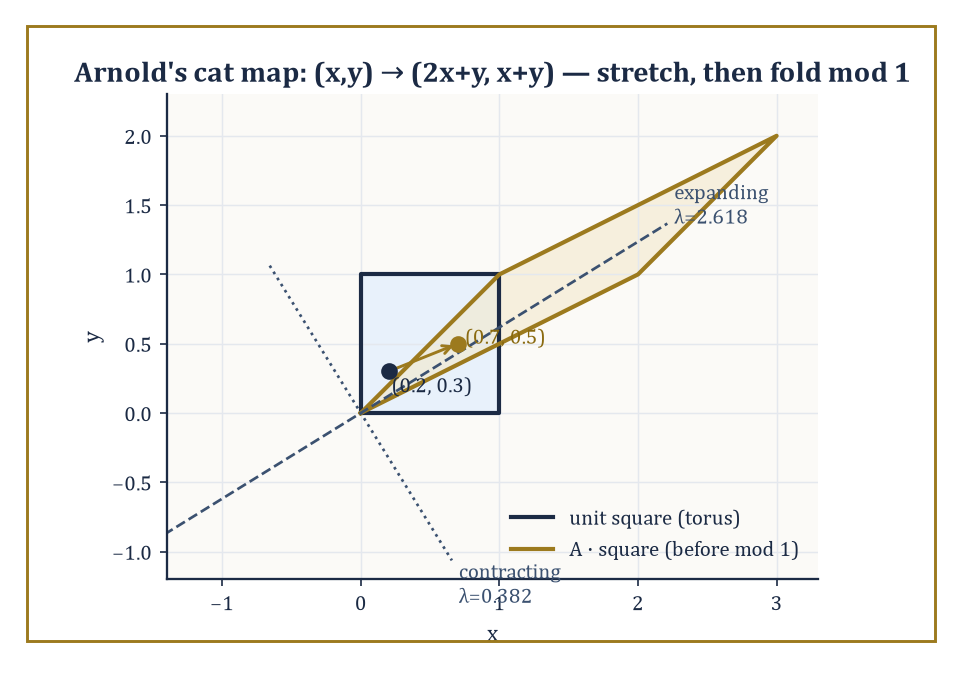 Arnold's cat map: (x,y) → (2x+y, x+y) — stretch, then fold mod 1
2.0
1.5
1.0
0.5
0.0
−0.5
−1.0
y
expanding
λ=2.618
(0.7, 0.5)
(0.2, 0.3)
unit square (torus)
A · square (before mod 1)
contracting
λ=0.382
−1
0
1
2
3
x